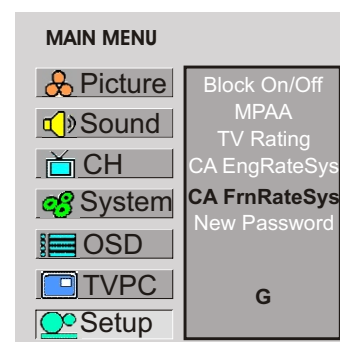 MAIN MENU
Picture
Sound
CH
System
OSD
TVPC
Setup
Block On/Off
MPAA
TV Rating
CA EngRateSys
CA FrnRateSys
New Password
G